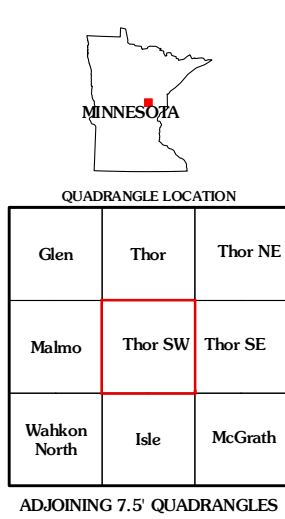 MINNESOTA
QUADRANGLE LOCATION
Glen
Thor
Thor NE
Malmo
Thor SW
Thor SE
Wahkon
North
Isle
McGrath
ADJOINING 7.5' QUADRANGLES